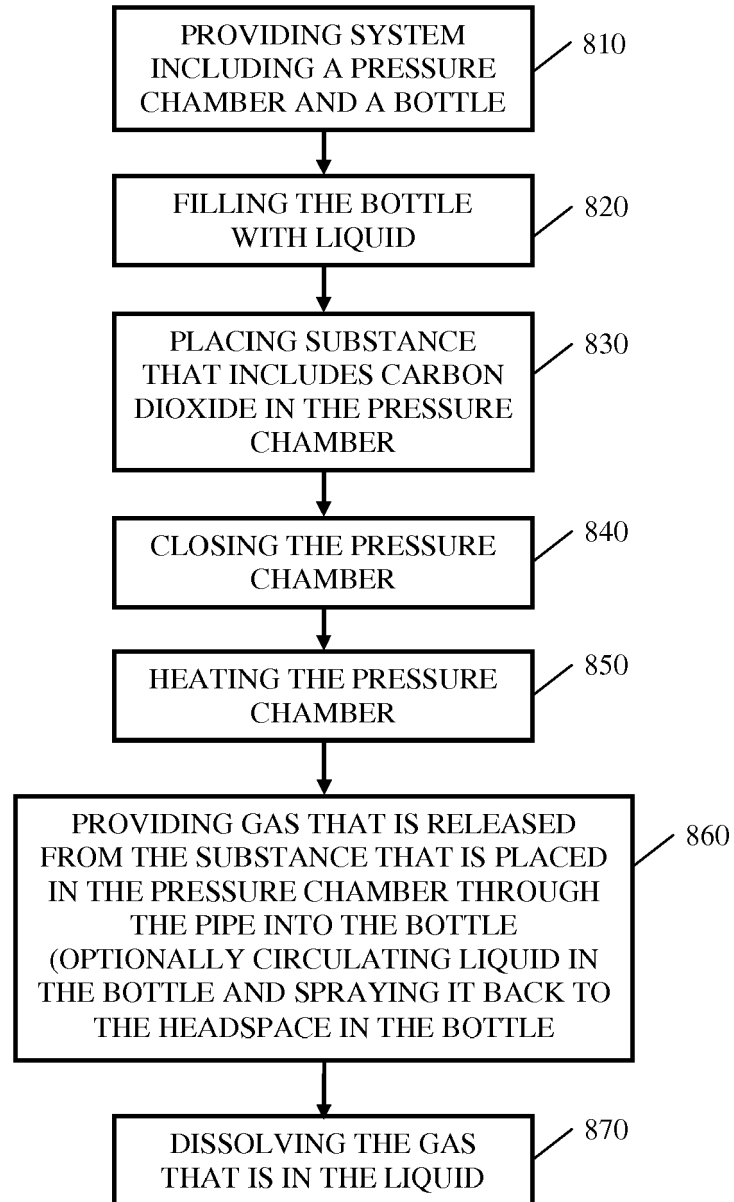 PROVIDING SYSTEM
INCLUDING A PRESSURE
CHAMBER AND A BOTTLE
810
FILLING THE BOTTLE
WITH LIQUID
820
PLACING SUBSTANCE
THAT INCLUDES CARBON
DIOXIDE IN THE PRESSURE
CHAMBER
830
CLOSING THE PRESSURE
CHAMBER
840
HEATING THE PRESSURE
CHAMBER
850
PROVIDING GAS THAT IS RELEASED
FROM THE SUBSTANCE THAT IS PLACED
IN THE PRESSURE CHAMBER THROUGH
THE PIPE INTO THE BOTTLE
(OPTIONALLY CIRCULATING LIQUID IN
THE BOTTLE AND SPRAYING IT BACK TO
THE HEADSPACE IN THE BOTTLE
860
DISSOLVING THE GAS
THAT IS IN THE LIQUID
870